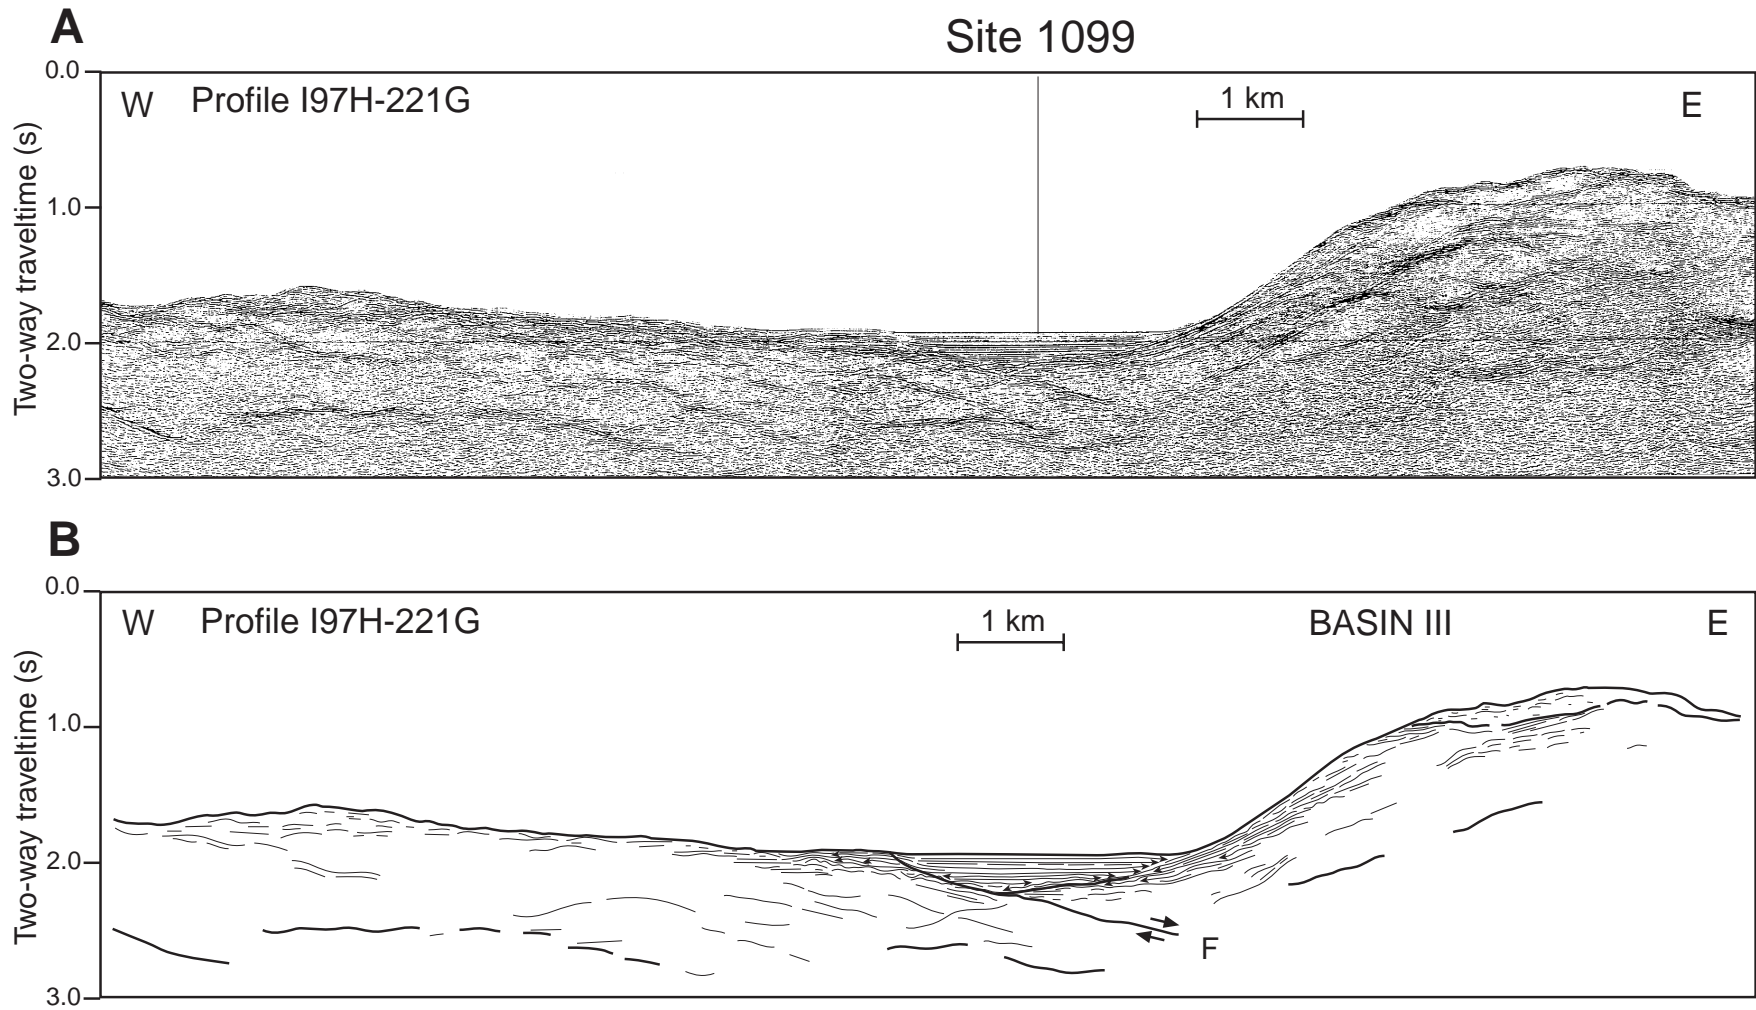 A
Site 1099
0.0
W Profile I97H-221G
1 km
E
1.0
2.0
3.0
Two-way traveltime (s)
B
0.0
W Profile I97H-221G
1 km
BASIN III
E
1.0
2.0
F
3.0
Two-way traveltime (s)